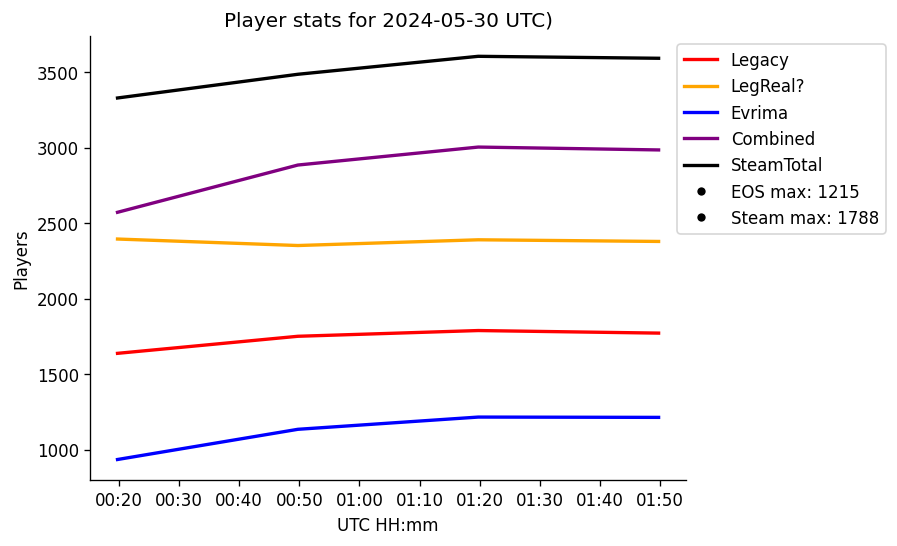 Player stats for 2024-05-30 UTC)
Players
3500
3000
2500
2000
1500
1000
00:20 00:30 00:40 00:50 01:00 01:10 01:20 01:30 01:40 01:50
UTC HH:mm
Legacy
LegReal?
Evrima
Combined
SteamTotal
EOS max: 1215
Steam max: 1788